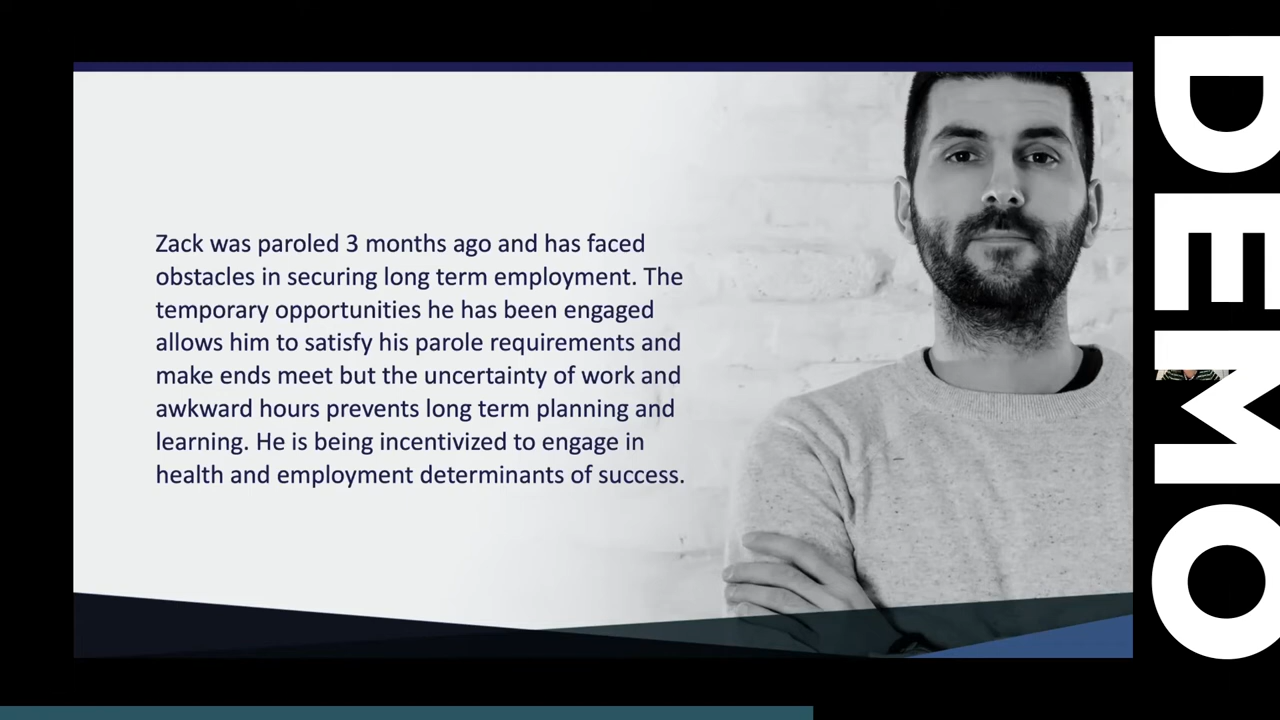 Zack was paroled 3 months ago and has faced
obstacles in securing long term employment. The
temporary opportunities he has been engaged
allows him to satisfy his parole requirements and
make ends meet but the uncertainty of work and
awkward hours prevents long term planning and
learning. He is being incentivized to engage in
health and employment determinants of success.
DEMO